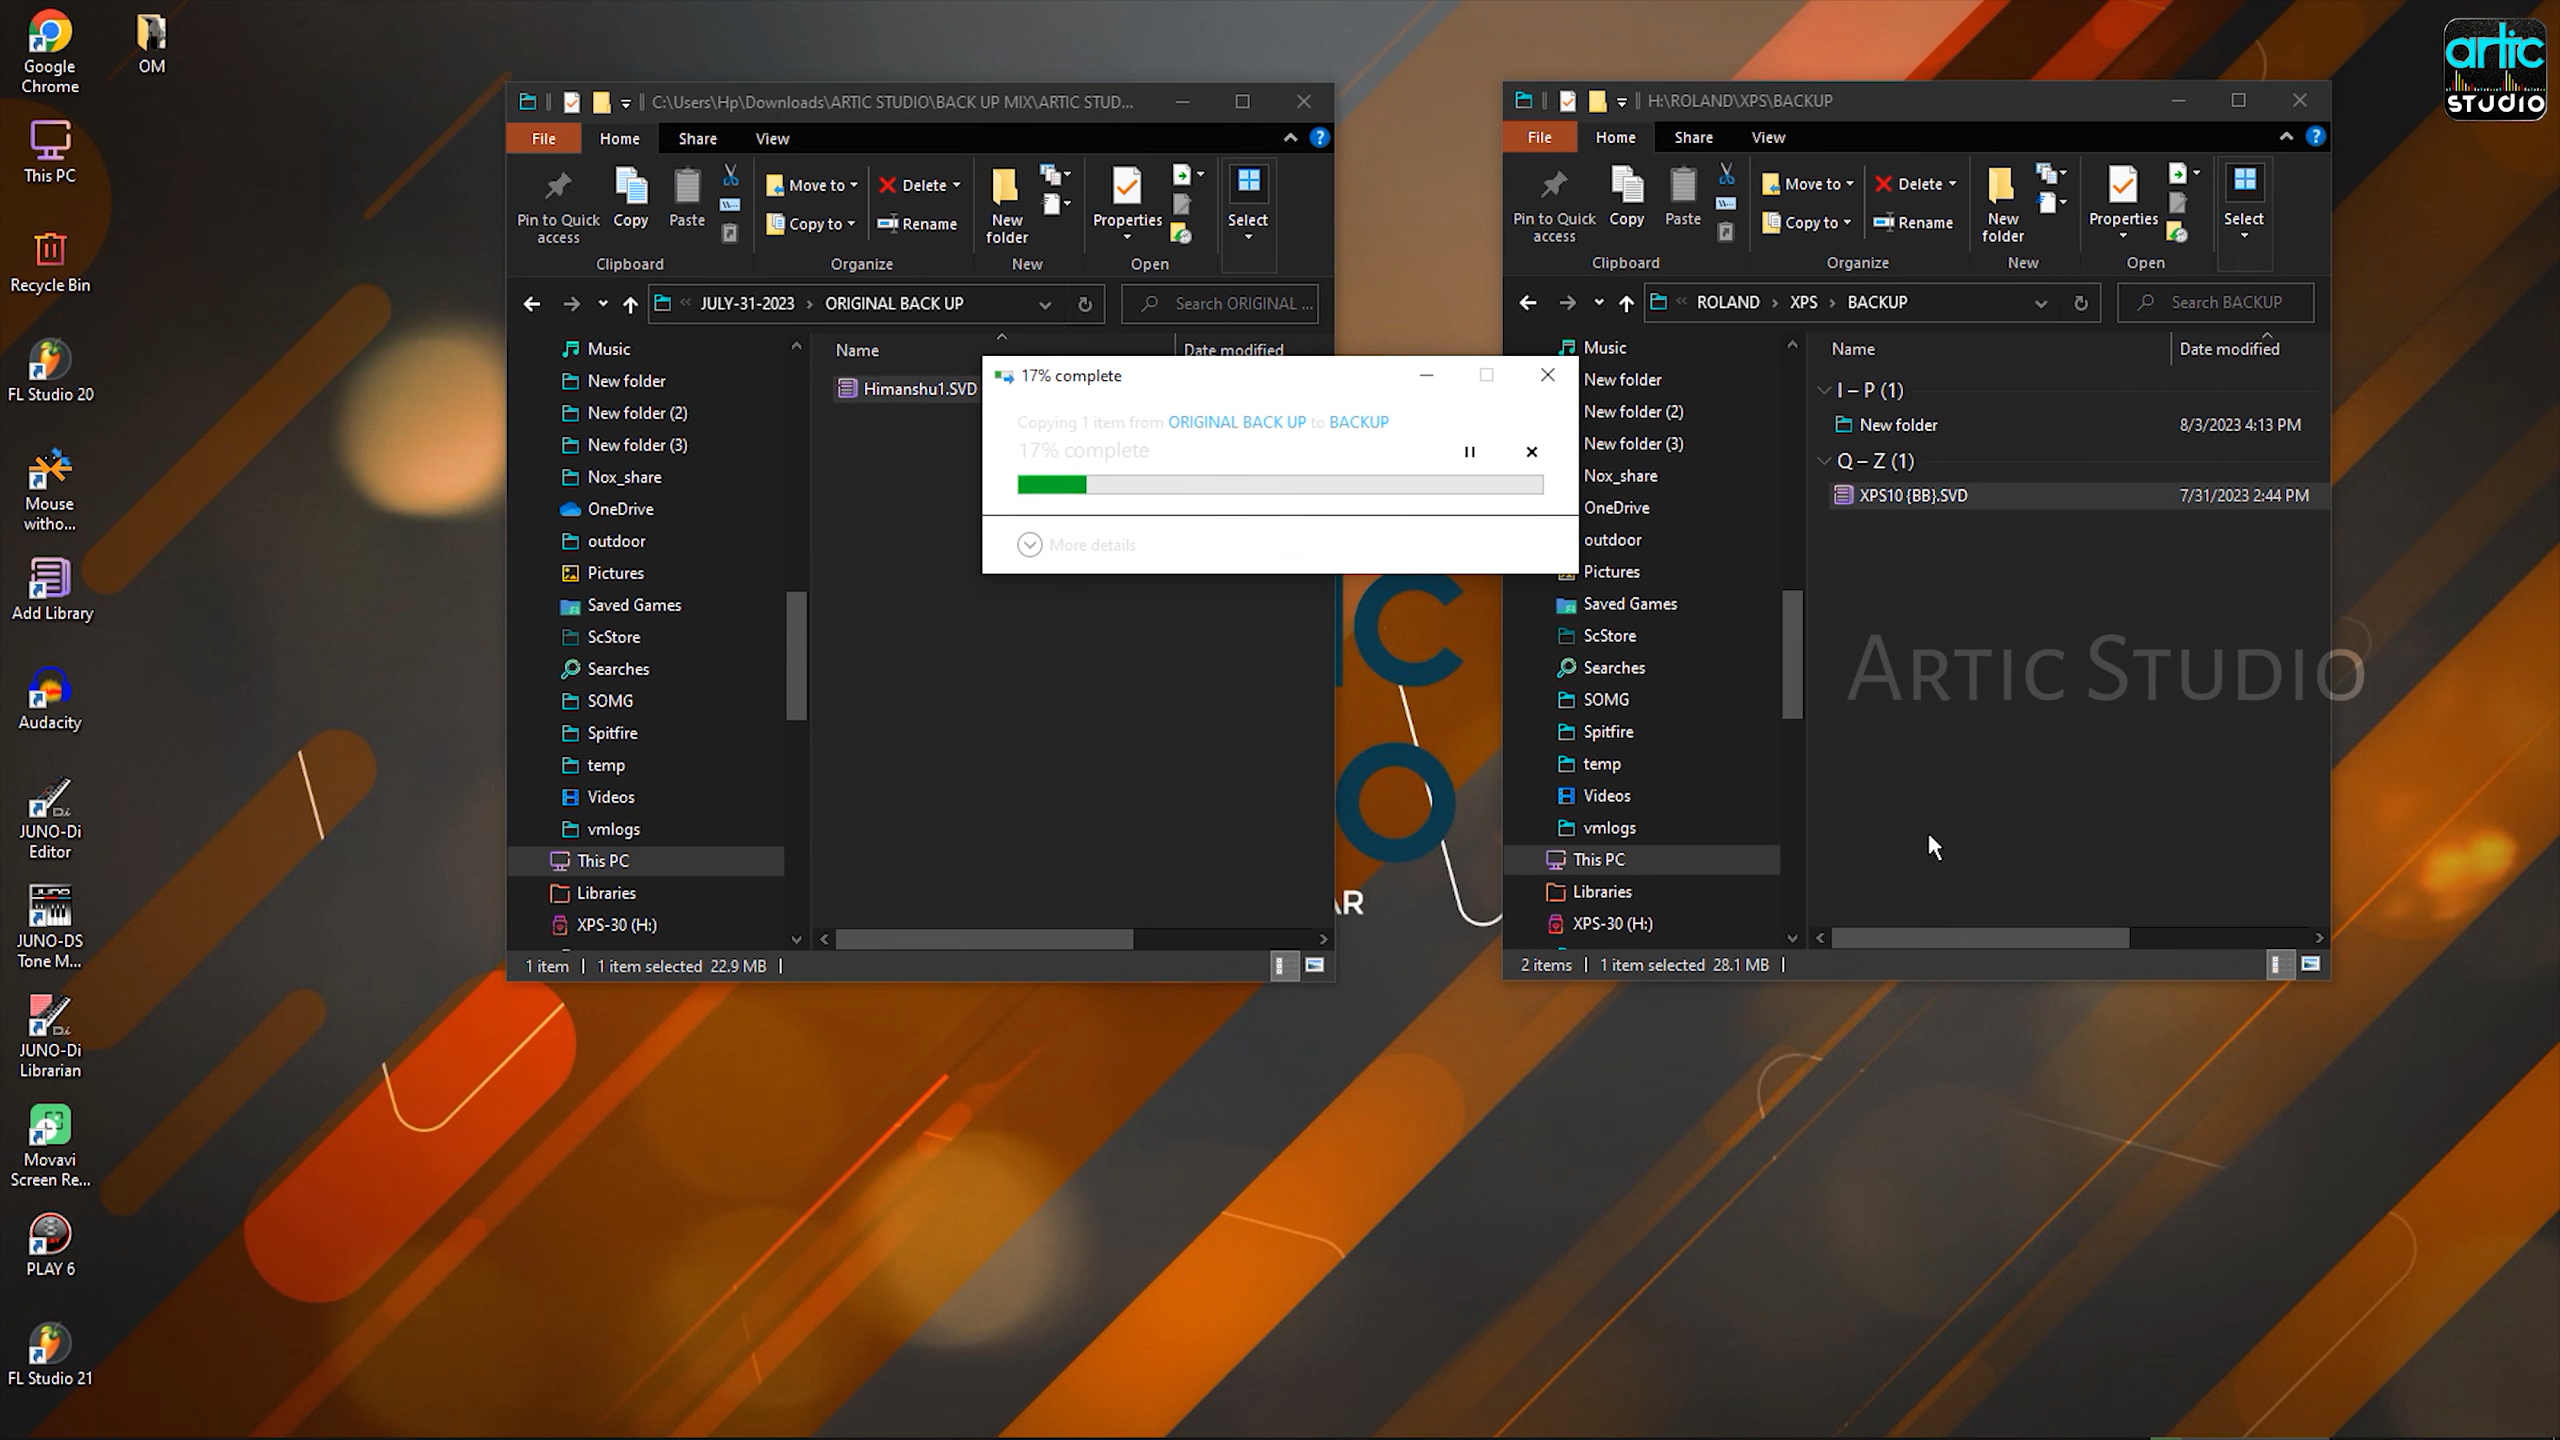 Google
Chrome
OM
This PC
Recycle Bin
FL Studio 20
Mouse
witho...
Add Library
Audacity
JUNO-Di
Editor
JUNO-DS
Tone M...
JUNO-Di
Librarian
Movavi
Screen Re...
PLAY 6
FL Studio 21
C:\Users\Hp\Downloads\ARTIC STUDIO\BACK UP MIX\ARTIC STUD...
File Home Share View
Pin to Quick
access
Copy
Paste
Move to
Copy to
Delete
Rename
New
folder
Properties
Select
Clipboard Organize New Open
JULY-31-2023 ORIGINAL BACK UP
Search ORIGINAL ...
Music
New folder
New folder (2)
New folder (3)
Nox_share
OneDrive
outdoor
Pictures
Saved Games
ScStore
Searches
SOMG
Spitfire
temp
Videos
vmlogs
This PC
Libraries
XPS-30 (H:)
Name Date modified
Himanshu1.SVD
1 item 1 item selected 22.9 MB
17% complete
Copying 1 item from ORIGINAL BACK UP to BACKUP
17% complete
More details
H:\ROLAND\XPS\BACKUP
File Home Share View
Pin to Quick
access
Copy
Paste
Move to
Copy to
Delete
Rename
New
folder
Properties
Select
Clipboard Organize New Open
ROLAND XPS BACKUP
Search BACKUP
Music
New folder
New folder (2)
New folder (3)
Nox_share
OneDrive
outdoor
Pictures
Saved Games
ScStore
Searches
SOMG
Spitfire
temp
Videos
vmlogs
This PC
Libraries
XPS-30 (H:)
Name Date modified
I – P (1)
New folder 8/3/2023 4:13 PM
Q – Z (1)
XPS10 {BB}.SVD 7/31/2023 2:44 PM
2 items 1 item selected 28.1 MB
ARTIC STUDIO
artic
STUDIO